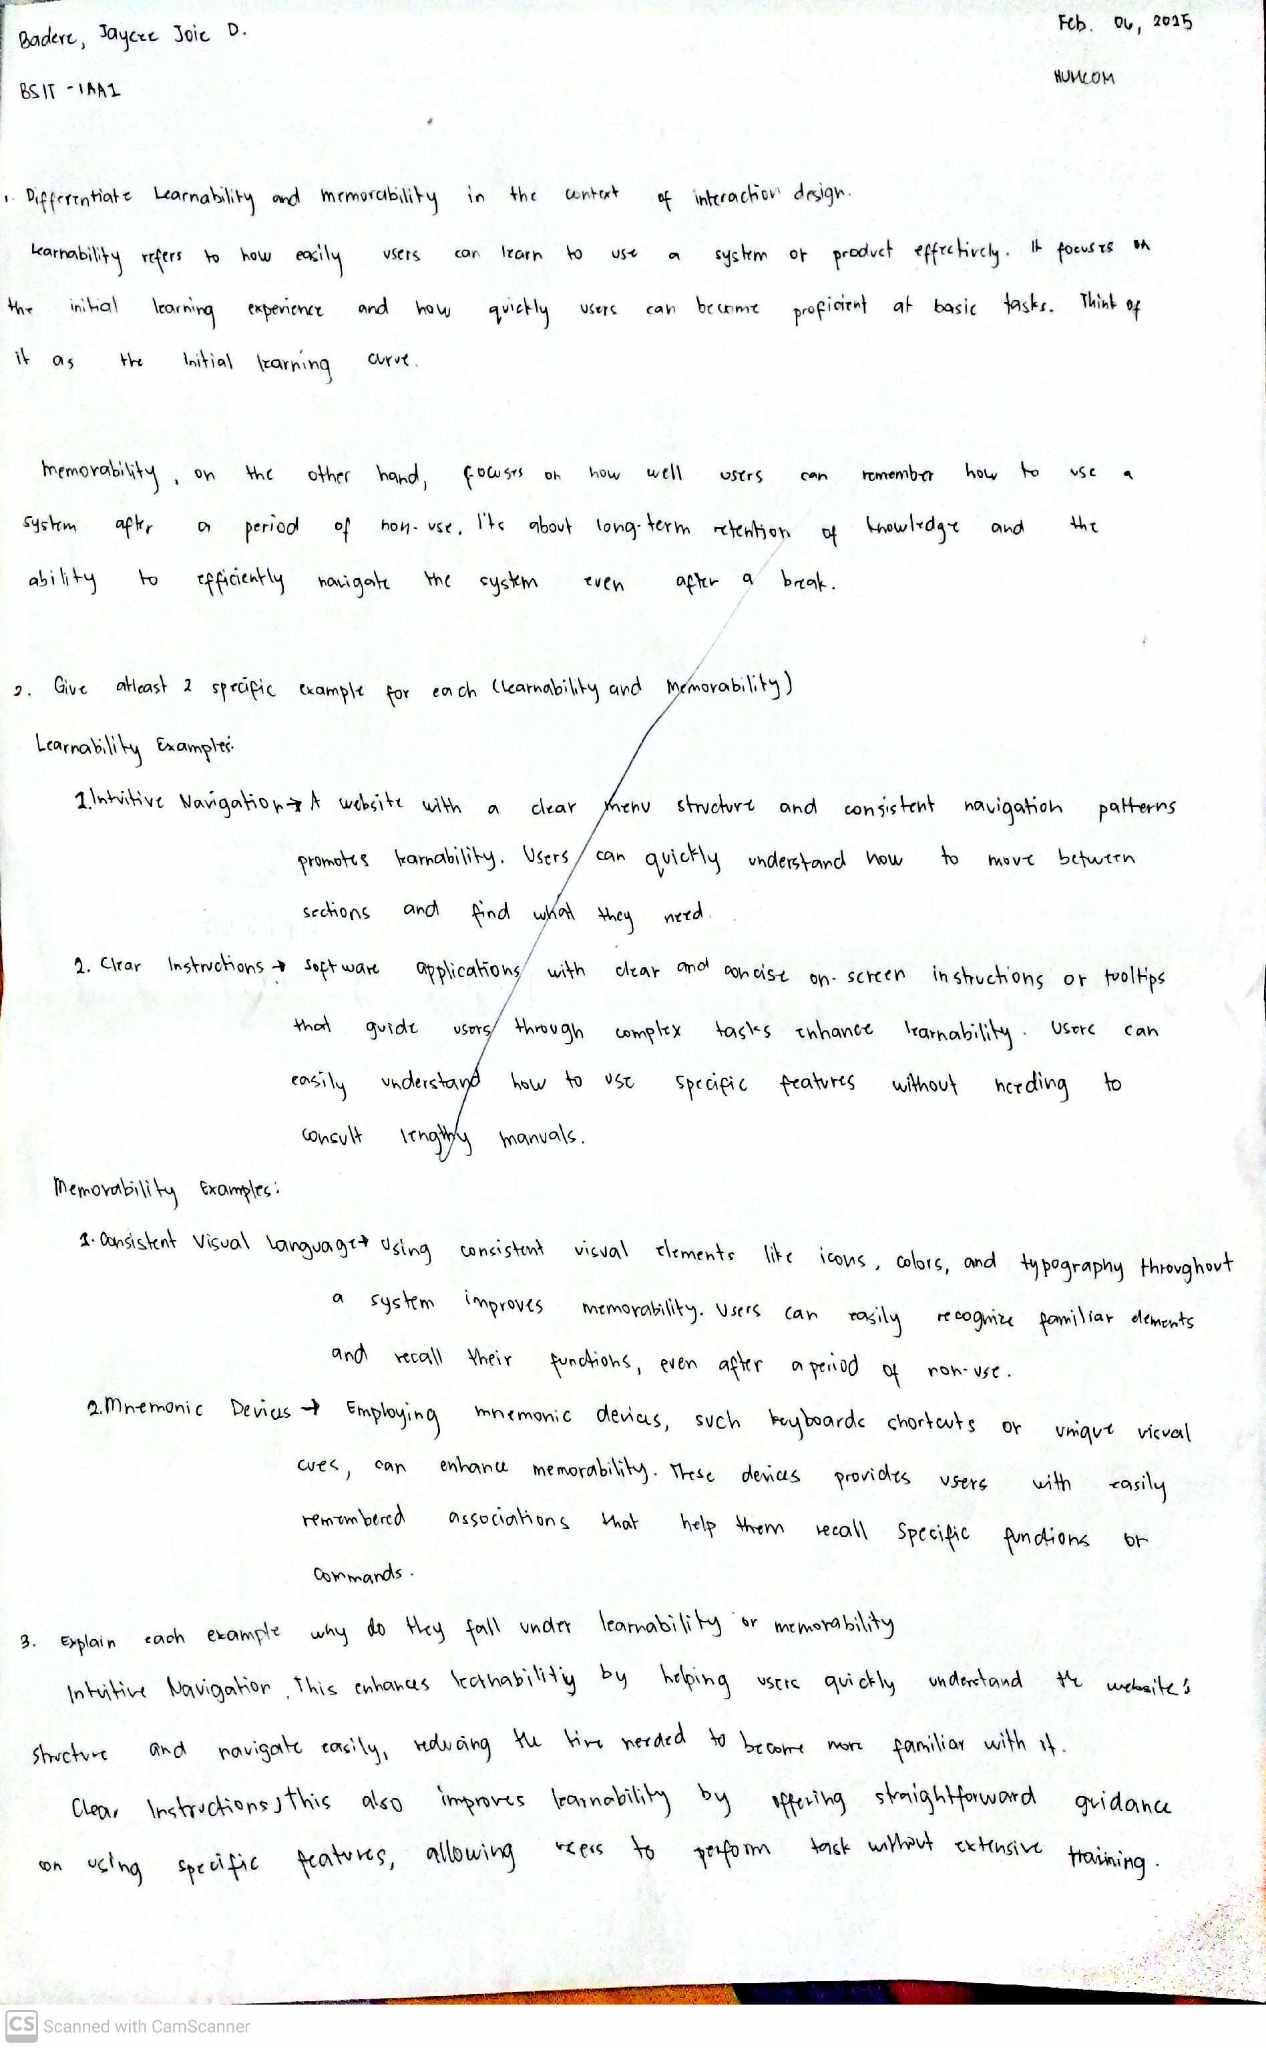 Badere, Jaycee Joie D.
Feb. 06, 2025
BSIT - 1AA1
HUMCOM
1. Differentiate Learnability and memorability in the context of interaction design.
Learnability refers to how easily users can learn to use a system or product effectively. It focuses on
the initial learning experience and how quickly users can become proficient at basic tasks. Think of
it as the initial learning curve.
Memorability, on the other hand, focuses on how well users can remember how to use a
system after a period of non-use. It's about long-term retention of knowledge and the
ability to efficiently navigate the system even after a break.
2. Give atleast 2 specific example for each (Learnability and Memorability)
Learnability Examples:
1. Intuitive Navigation → A website with a clear menu structure and consistent navigation patterns
promotes learnability. Users can quickly understand how to move between
sections and find what they need.
2. Clear Instructions → Software applications with clear and concise on-screen instructions or tooltips
that guide users through complex tasks enhance learnability. Users can
easily understand how to use specific features without needing to
consult lengthy manuals.
Memorability Examples:
1. Consistent Visual Language → Using consistent visual elements like icons, colors, and typography throughout
a system improves memorability. Users can easily recognize familiar elements
and recall their functions, even after a period of non-use.
2. Mnemonic Devices → Employing mnemonic devices, such keyboards shortcuts or unique visual
cues, can enhance memorability. These devices provides users with easily
remembered associations that help them recall specific functions or
commands.
3. Explain each example why do they fall under learnability or memorability
Intuitive Navigation, This enhances learnability by helping users quickly understand the website's
structure and navigate easily, reducing the time needed to become more familiar with it.
Clear Instructions, this also improves learnability by offering straightforward guidance
on using specific features, allowing users to perform task without extensive training.
CS Scanned with CamScanner